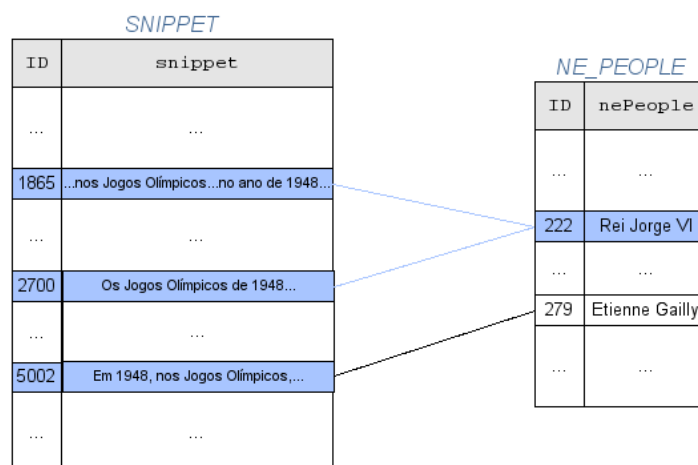 SNIPPET
ID snippet
... ...
1865 ...nos Jogos Olímpicos...no ano de 1948...
... ...
2700 Os Jogos Olímpicos de 1948...
... ...
5002 Em 1948, nos Jogos Olímpicos,...
... ...
NE_PEOPLE
ID nePeople
... ...
222 Rei Jorge VI
... ...
279 Etienne Gailly
... ...